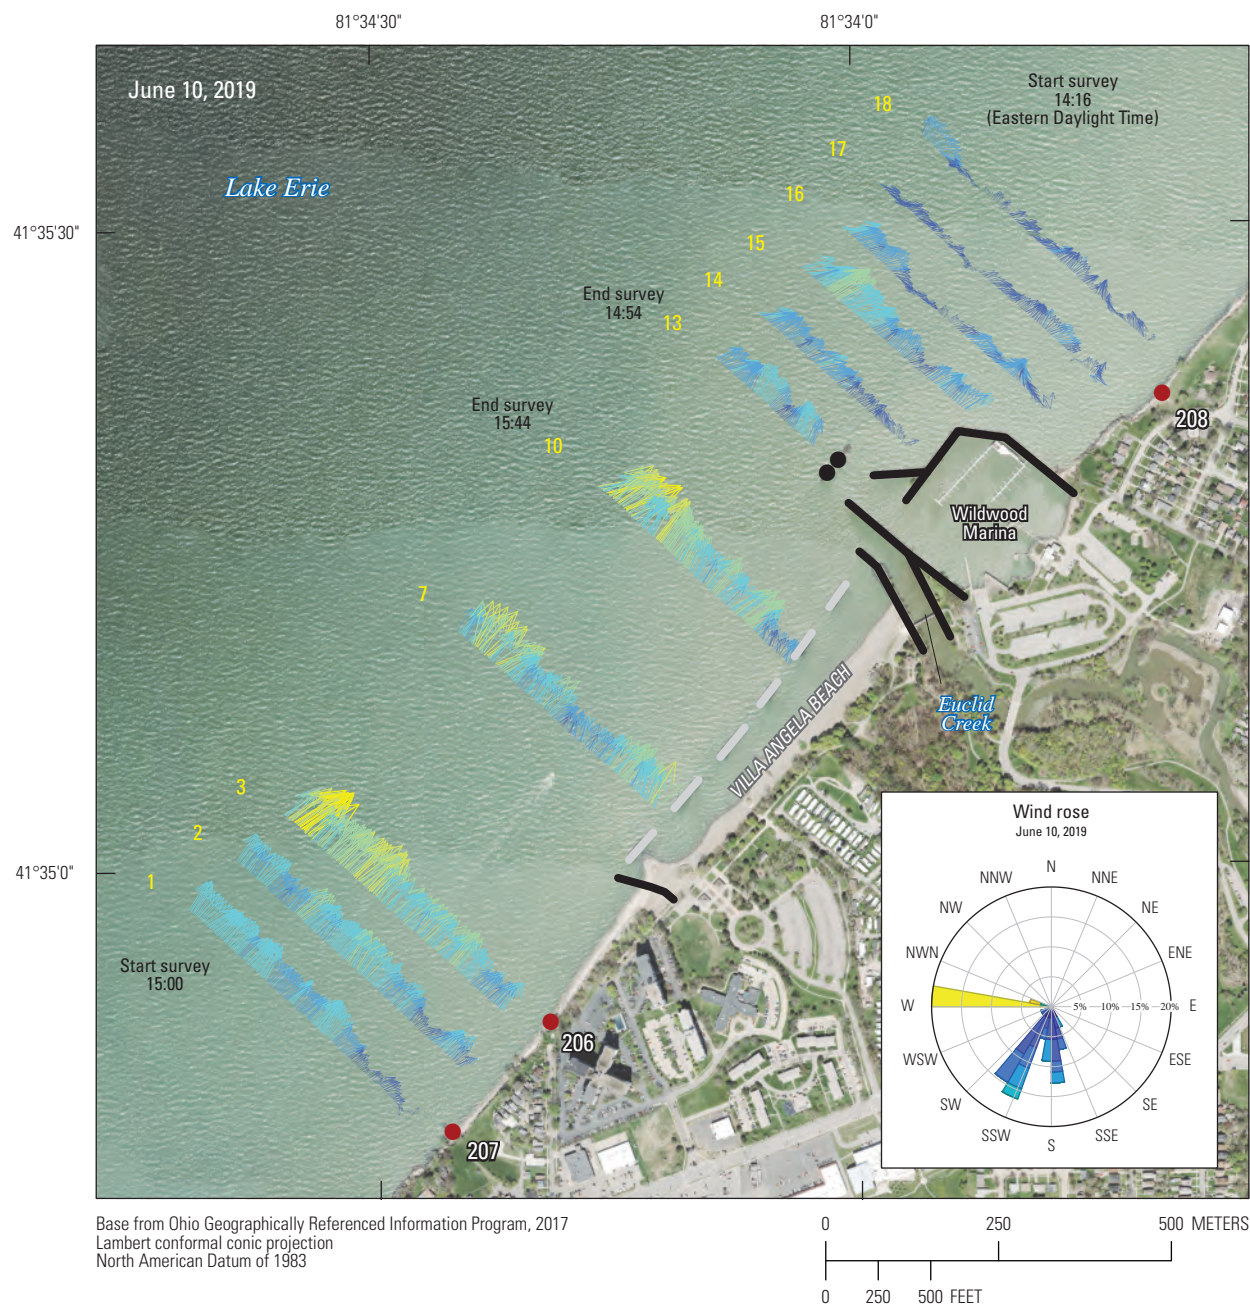 81°34'30"
81°34'0"
June 10, 2019
Start survey
14:16
(Eastern Daylight Time)
18
17
16
15
14
13
Lake Erie
41°35'30"
End survey
14:54
End survey
15:44
10
208
Wildwood
Marina
7
VILLA ANGELA BEACH
Euclid
Creek
3
2
1
41°35'0"
Start survey
15:00
206
207
Wind rose
June 10, 2019
N
NNE
NE
ENE
E
ESE
SE
SSE
S
SSW
SW
WSW
W
NWN
NW
NNW
5%
10%
15%
20%
Base from Ohio Geographically Referenced Information Program, 2017
Lambert conformal conic projection
North American Datum of 1983
0 250 500 METERS
0 250 500 FEET